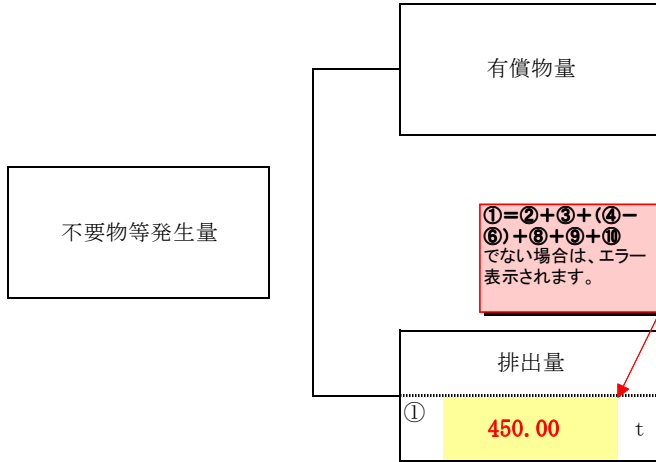 有償物量
不要物等発生量
①=②+③+(④-
⑥)+⑧+⑨+⑩
でない場合は、エラー
表示されます。
排出量
①
450.00 t